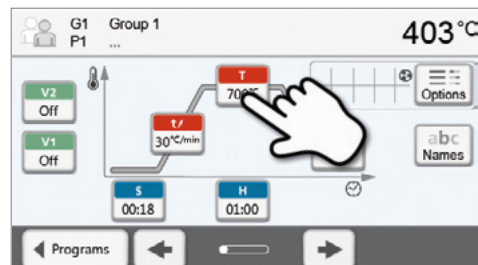 G1 Group 1
P1 ...
403°C
V2
Off
V1
Off
T
t
30°C/min
S
00:18
H
01:00
Options
abc
Names
Programs